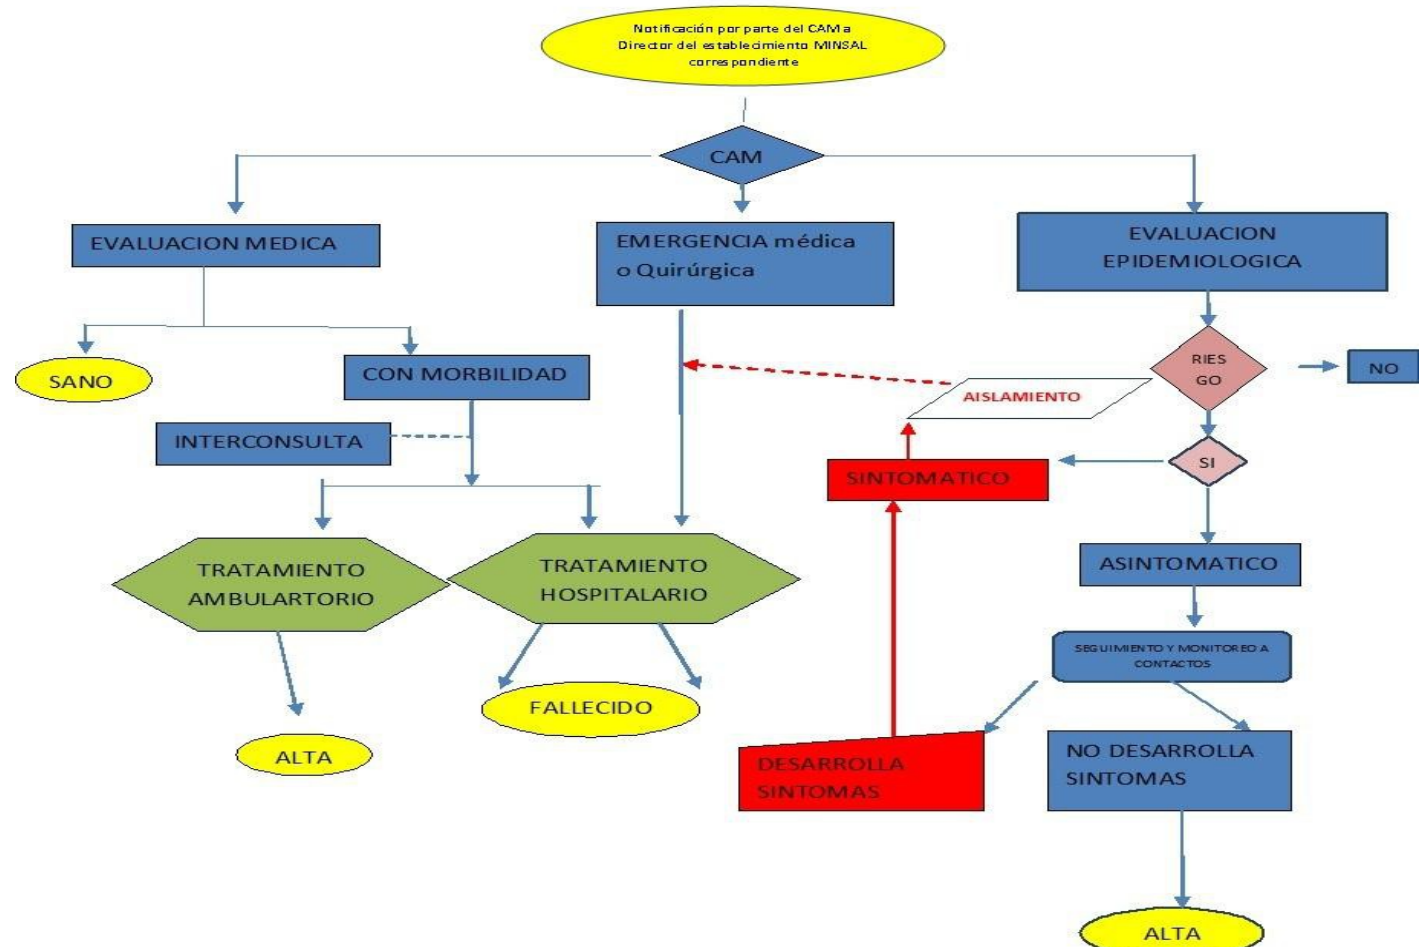 Notificación por parte del CAM a
Director del establecimiento MINSAL
correspondiente
CAM
EVALUACION MEDICA
EMERGENCIA médica
o Quirúrgica
EVALUACION
EPIDEMIOLOGICA
SANO
CON MORBILIDAD
RIES
GO
NO
AISLAMIENTO
INTERCONSULTA
SINTOMATICO
SI
TRATAMIENTO
AMBULARTORIO
TRATAMIENTO
HOSPITALARIO
ASINTOMATICO
SEGUIMIENTO Y MONITOREO A
CONTACTOS
FALLECIDO
ALTA
DESARROLLA
SINTOMAS
NO DESARROLLA
SINTOMAS
ALTA